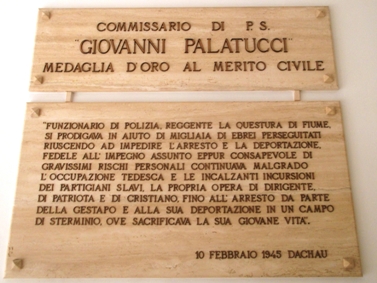 COMMISSARIO DI P.S.
"GIOVANNI PALATUCCI"
MEDAGLIA D'ORO AL MERITO CIVILE
"FUNZIONARIO DI POLIZIA, REGGENTE LA QUESTURA DI FIUME,
SI PRODIGAVA IN AIUTO DI MIGLIAIA DI EBREI PERSEGUITATI
RIUSCENDO AD IMPEDIRE L'ARRESTO E LA DEPORTAZIONE,
FEDELE ALL'IMPEGNO ASSUNTO EPPUR CONSAPEVOLE DI
GRAVISSIMI RISCHI PERSONALI CONTINUAVA MALGRADO
L'OCCUPAZIONE TEDESCA E LE INCALZANTI INCURSIONI
DEI PARTIGIANI SLAVI, LA PROPRIA OPERA DI DIRIGENTE,
DI PATRIOTA E DI CRISTIANO, FINO ALL'ARRESTO DA PARTE
DELLA GESTAPO E ALLA SUA DEPORTAZIONE IN UN CAMPO
DI STERMINIO, OVE SACRIFICAVA LA SUA GIOVANE VITA".
10 FEBBRAIO 1945 DACHAU